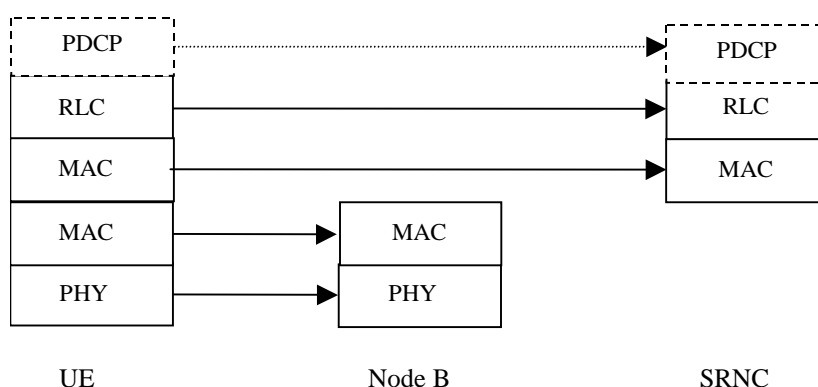 PDCP
PDCP
RLC
RLC
MAC
MAC
MAC
MAC
PHY
PHY
UE
Node B
SRNC